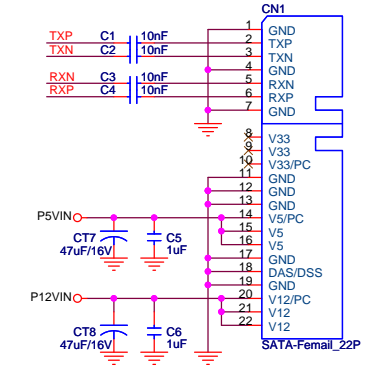 CN1
TXP C1 10nF 1 GND
TXN C2 10nF 2 TXP
3 TXN
4 GND
RXN C3 10nF 5 RXN
RXP C4 10nF 6 RXP
7 GND
8 V33
9 V33
10 V33/PC
11 GND
12 GND
13 GND
P5VIN 14 V5/PC
15 V5
CT7 47uF/16V C5 1uF 16 V5
17 GND
18 DAS/DSS
19 GND
P12VIN 20 V12/PC
21 V12
22 V12
CT8 47uF/16V C6 1uF SATA-Femail_22P